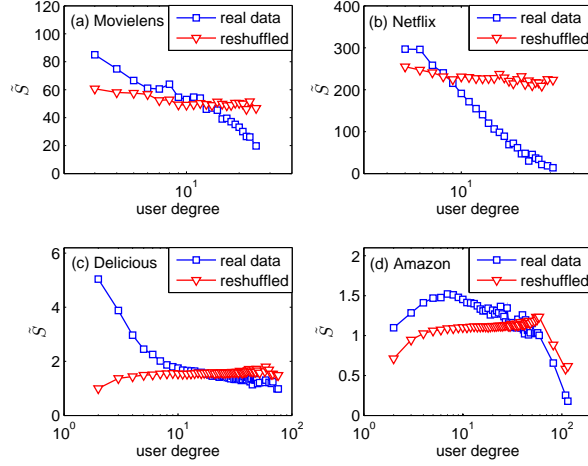 (a) Movielens
real data
reshuffled
120
100
80
60
40
20
0
S̃
10^1
user degree
(b) Netflix
real data
reshuffled
400
300
200
100
0
S̃
10^1
user degree
(c) Delicious
real data
reshuffled
6
4
2
0
S̃
10^0 10^1 10^2
user degree
(d) Amazon
real data
reshuffled
2
1.5
1
0.5
0
S̃
10^0 10^1 10^2
user degree